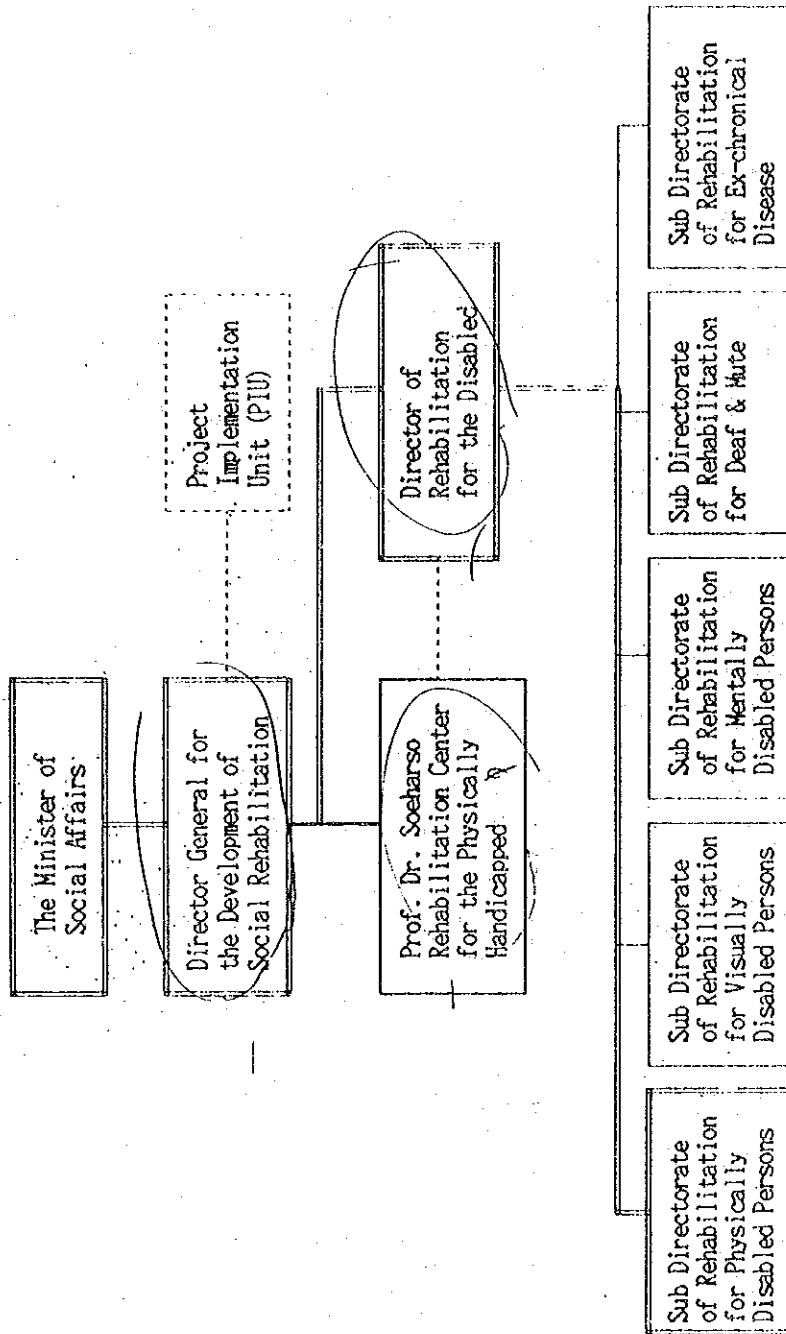 The Minister of
Social Affairs
Director General for
the Development of
Social Rehabilitation
Project
Implementation
Unit (PIU)
Prof. Dr. Soeharso
Rehabilitation Center
for the Physically
Handicapped
Director of
Rehabilitation
for the Disabled
Sub Directorate
of Rehabilitation
for Physically
Disabled Persons
Sub Directorate
of Rehabilitation
for Visually
Disabled Persons
Sub Directorate
of Rehabilitation
for Mentally
Disabled Persons
Sub Directorate
of Rehabilitation
for Deaf & Mute
Sub Directorate
of Rehabilitation
for Ex-chronical
Disease